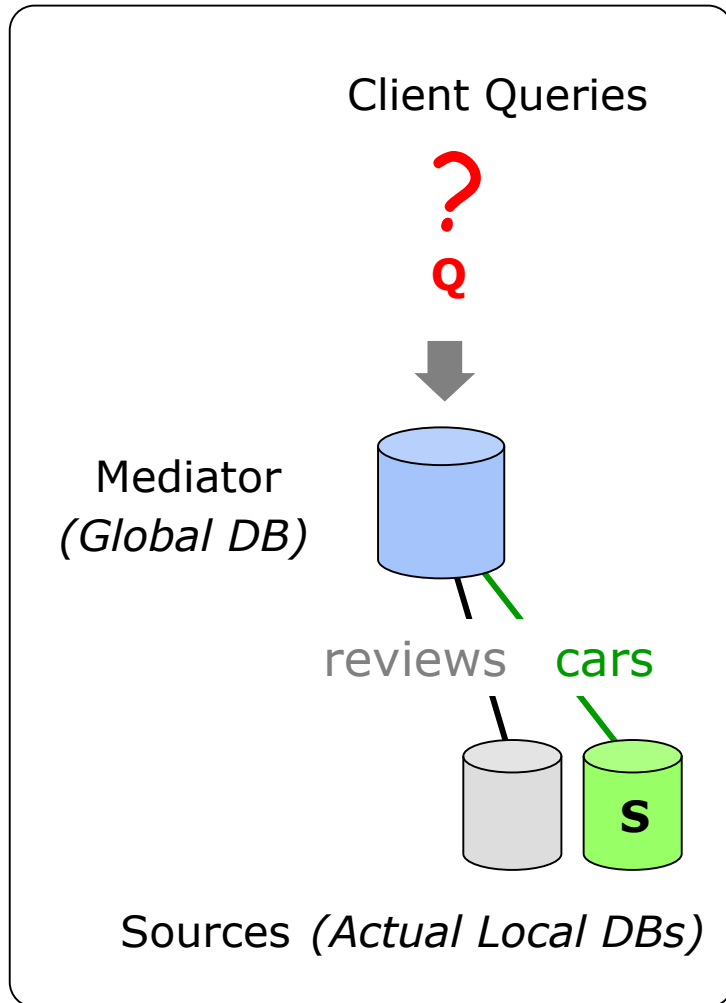 Client Queries
?
Q
Mediator
(Global DB)
reviews cars
S
Sources (Actual Local DBs)